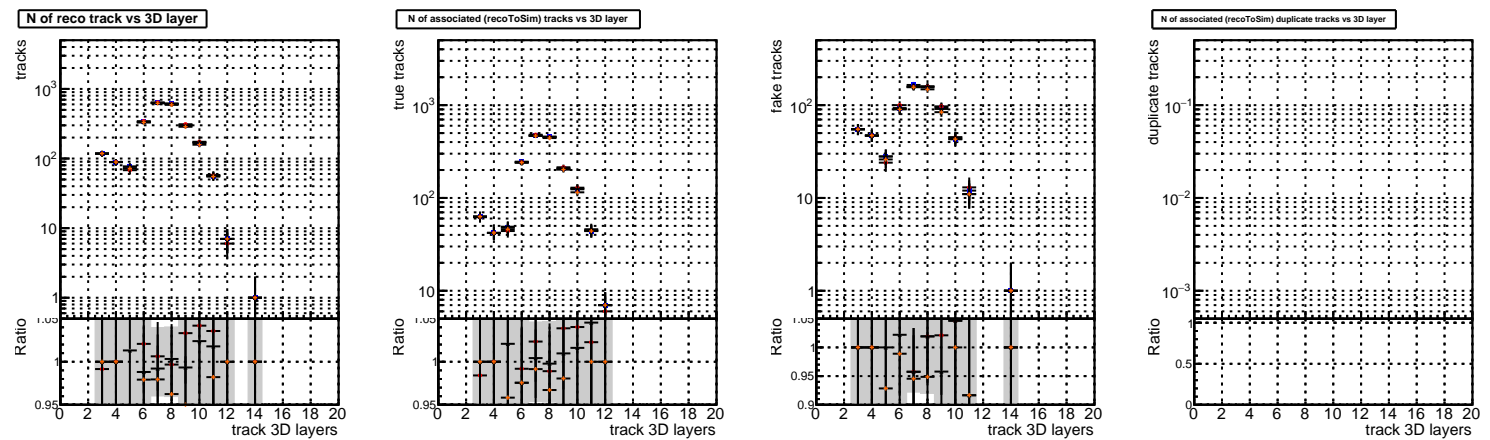 N of reco track vs 3D layer
tracks
10³
10²
10
1
Ratio
1.05
1
0.95
0 2 4 6 8 10 12 14 16 18 20
track 3D layers
N of associated (recoToSim) tracks vs 3D layer
true tracks
10³
10²
10
Ratio
1.05
1
0.95
0 2 4 6 8 10 12 14 16 18 20
track 3D layers
fake tracks
10²
10
1
Ratio
1.05
1
0.95
0.9
0 2 4 6 8 10 12 14 16 18 20
track 3D layers
N of associated (recoToSim) duplicate tracks vs 3D layer
duplicate tracks
10⁻¹
10⁻²
10⁻³
Ratio
1
0.5
0
0 2 4 6 8 10 12 14 16 18 20
track 3D layers